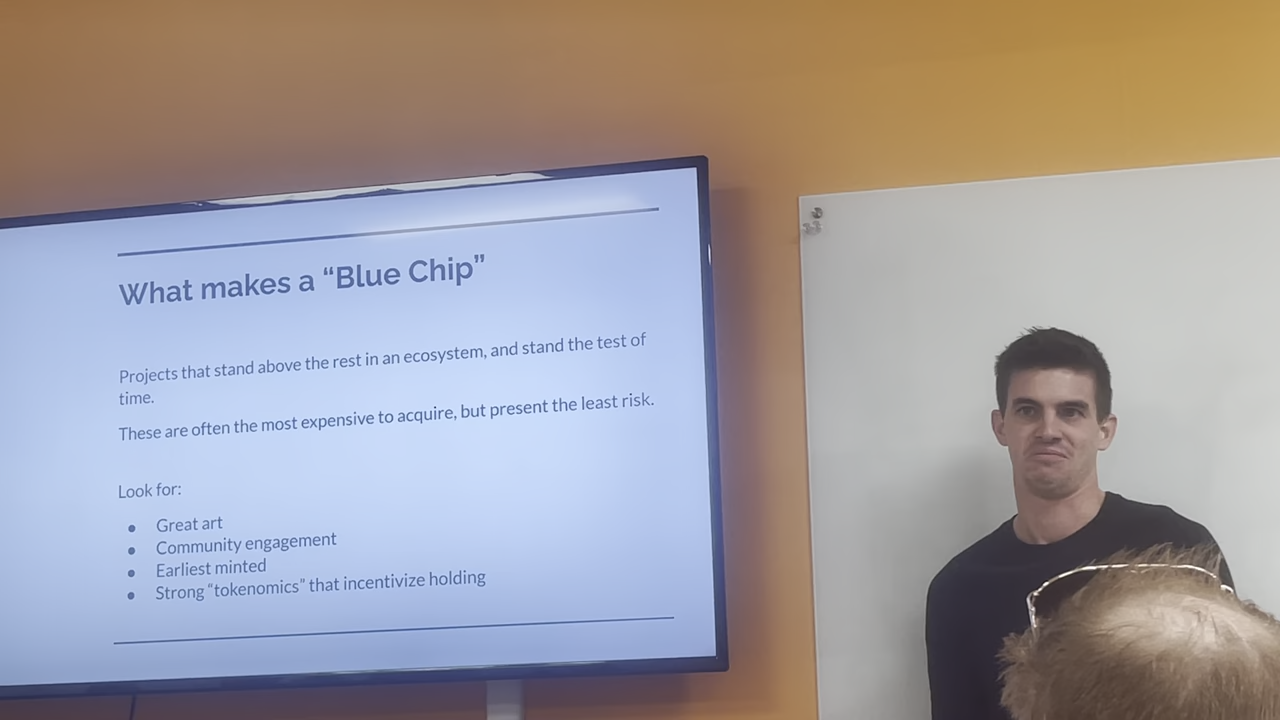 What makes a “Blue Chip”
Projects that stand above the rest in an ecosystem, and stand the test of
time.
These are often the most expensive to acquire, but present the least risk.
Look for:
● Great art
● Community engagement
● Earliest minted
● Strong “tokenomics” that incentivize holding